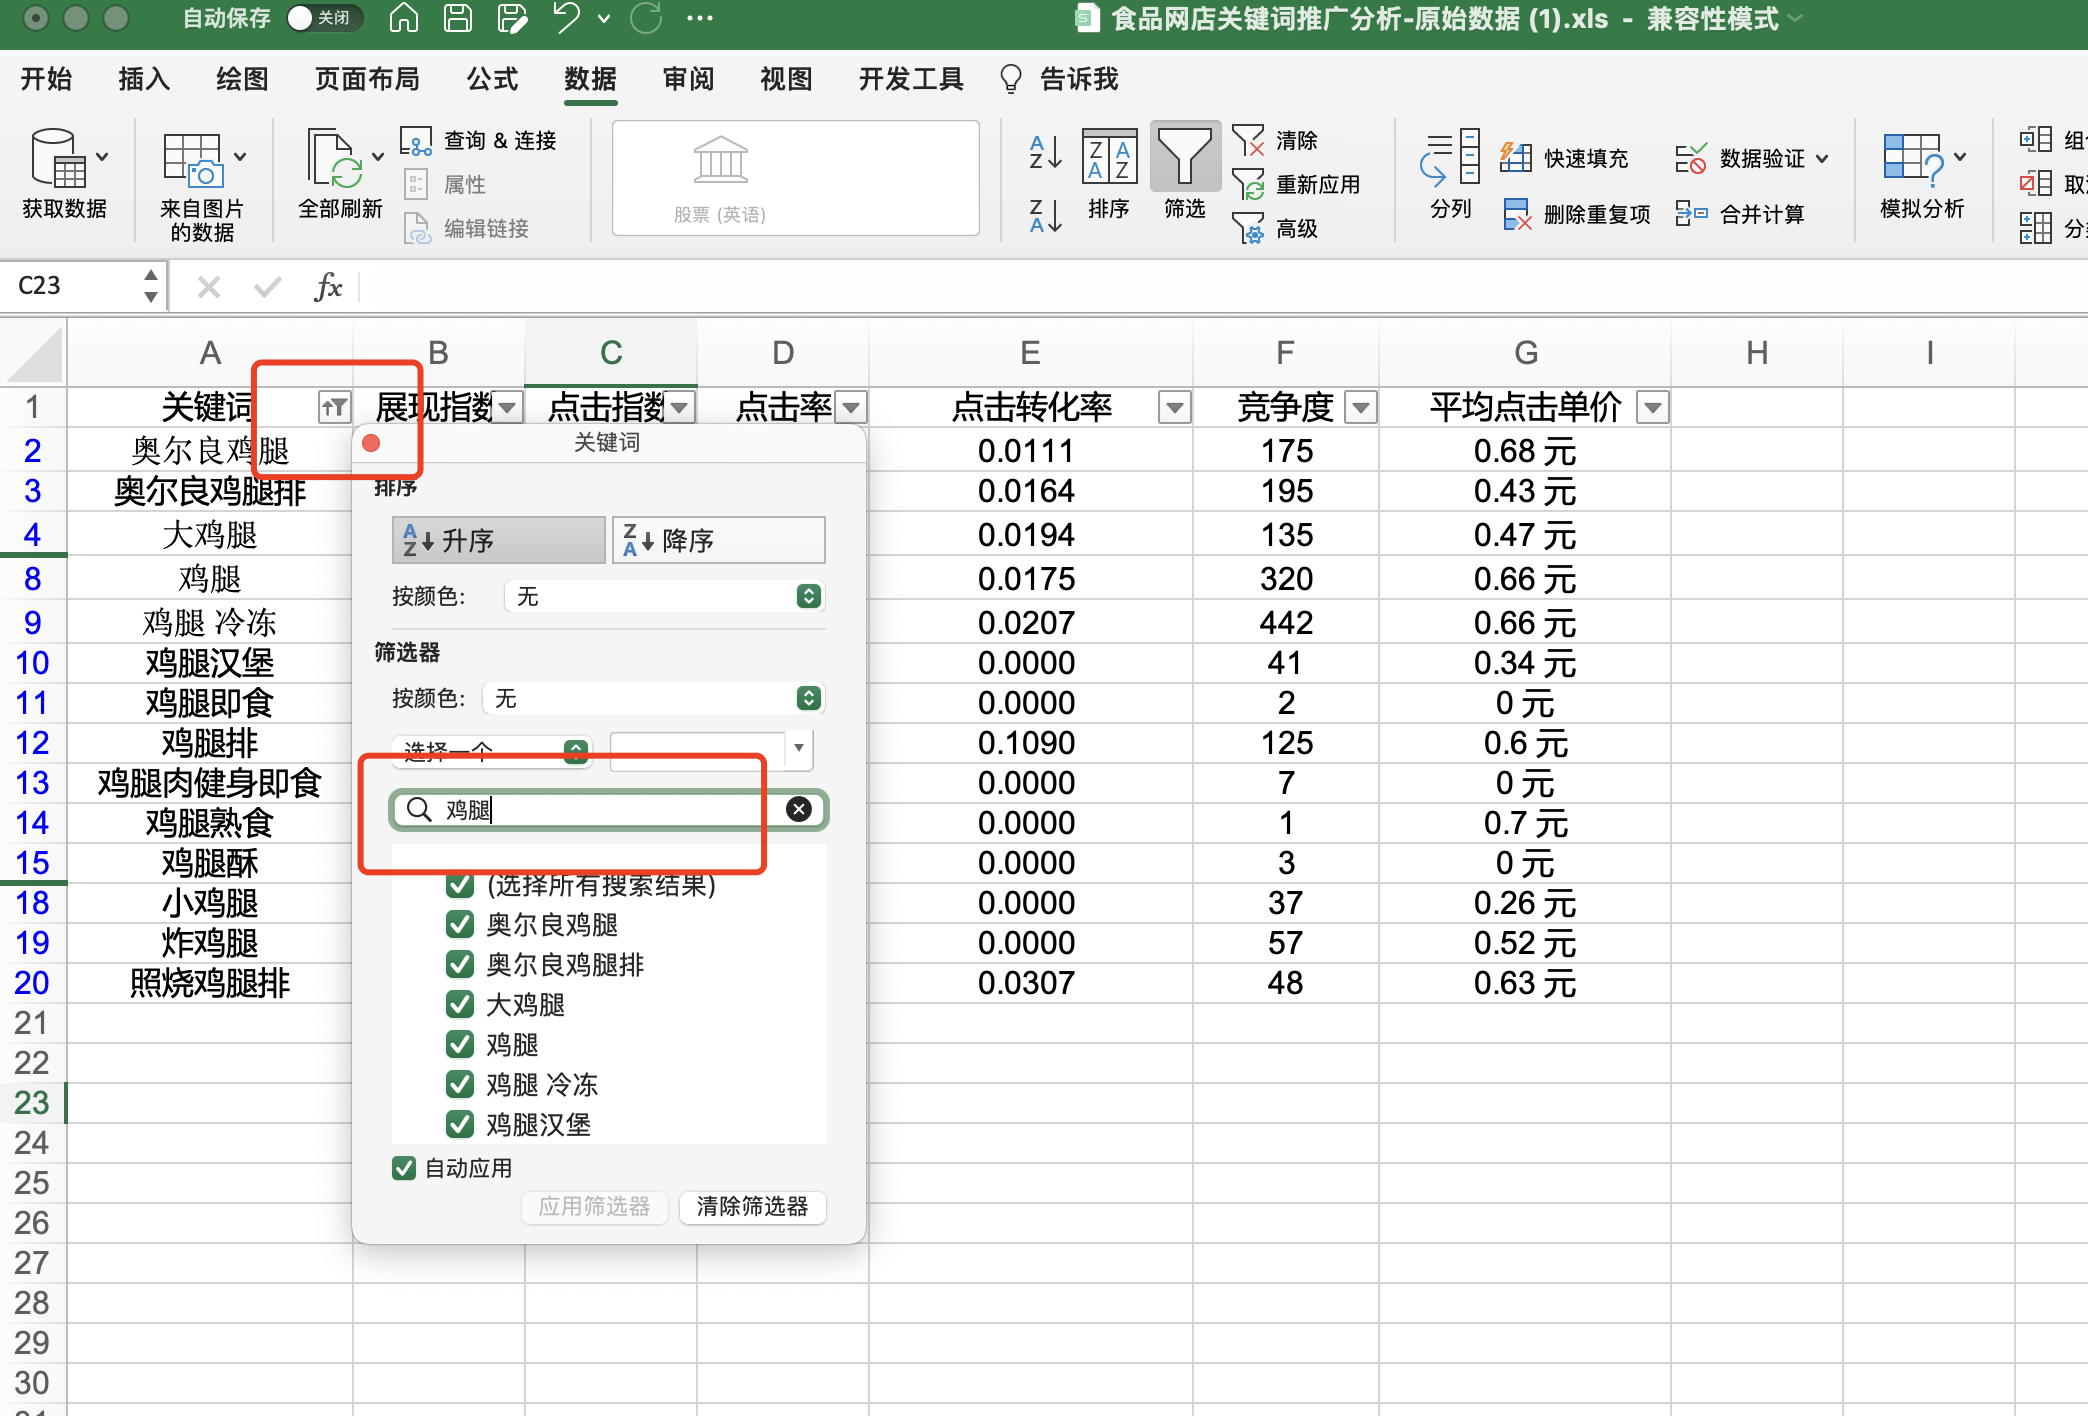 自动保存 关闭 食品网店关键词推广分析-原始数据 (1).xls - 兼容性模式
开始 插入 绘图 页面布局 公式 数据 审阅 视图 开发工具 告诉我
获取数据 来自图片的数据 全部刷新 查询 & 连接 属性 编辑链接 股票 (英语) 排序 筛选 清除 重新应用 高级 分列 快速填充 删除重复项 数据验证 合并计算 模拟分析
C23 fx
A B C D E F G H I
1 关键词 展现指数 点击指数 点击率 点击转化率 竞争度 平均点击单价
2 奥尔良鸡腿 0.0111 175 0.68 元
3 奥尔良鸡腿排 0.0164 195 0.43 元
4 大鸡腿 0.0194 135 0.47 元
8 鸡腿 0.0175 320 0.66 元
9 鸡腿 冷冻 0.0207 442 0.66 元
10 鸡腿汉堡 0.0000 41 0.34 元
11 鸡腿即食 0.0000 2 0 元
12 鸡腿排 0.1090 125 0.6 元
13 鸡腿肉健身即食 0.0000 7 0 元
14 鸡腿熟食 0.0000 1 0.7 元
15 鸡腿酥 0.0000 3 0 元
18 小鸡腿 0.0000 37 0.26 元
19 炸鸡腿 0.0000 57 0.52 元
20 照烧鸡腿排 0.0307 48 0.63 元
21
22
23
24
25
26
27
28
29
30
关键词
排序
升序 降序
按颜色: 无
筛选器
按颜色: 无
选择一个
鸡腿
(选择所有搜索结果)
奥尔良鸡腿
奥尔良鸡腿排
大鸡腿
鸡腿
鸡腿 冷冻
鸡腿汉堡
自动应用
应用筛选器 清除筛选器